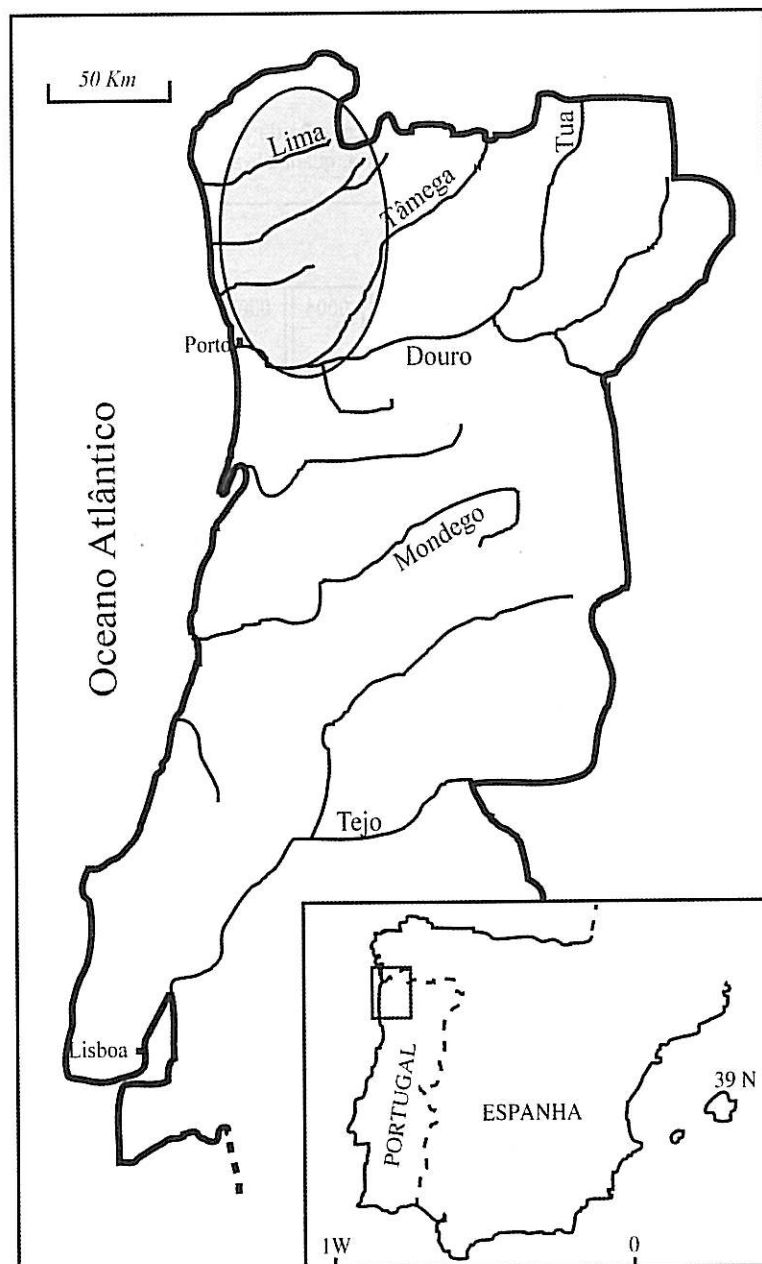 50 Km
Lima
Tâmega
Tua
Porto
Douro
Oceano Atlântico
Mondego
Tejo
Lisboa
PORTUGAL
ESPANHA
39 N
1W
0